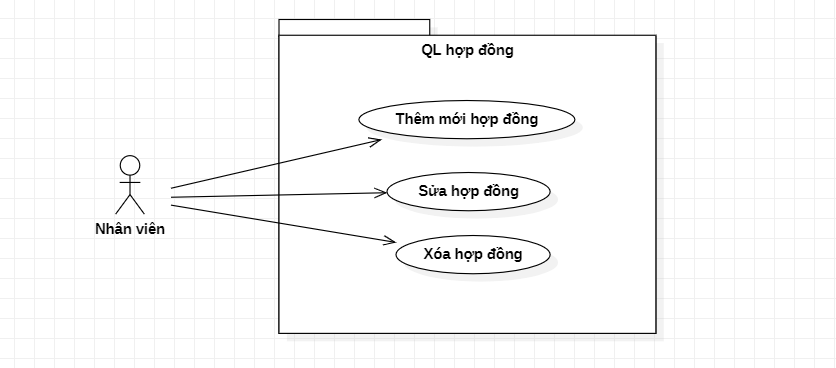 QL hợp đồng
Thêm mới hợp đồng
Sửa hợp đồng
Xóa hợp đồng
Nhân viên